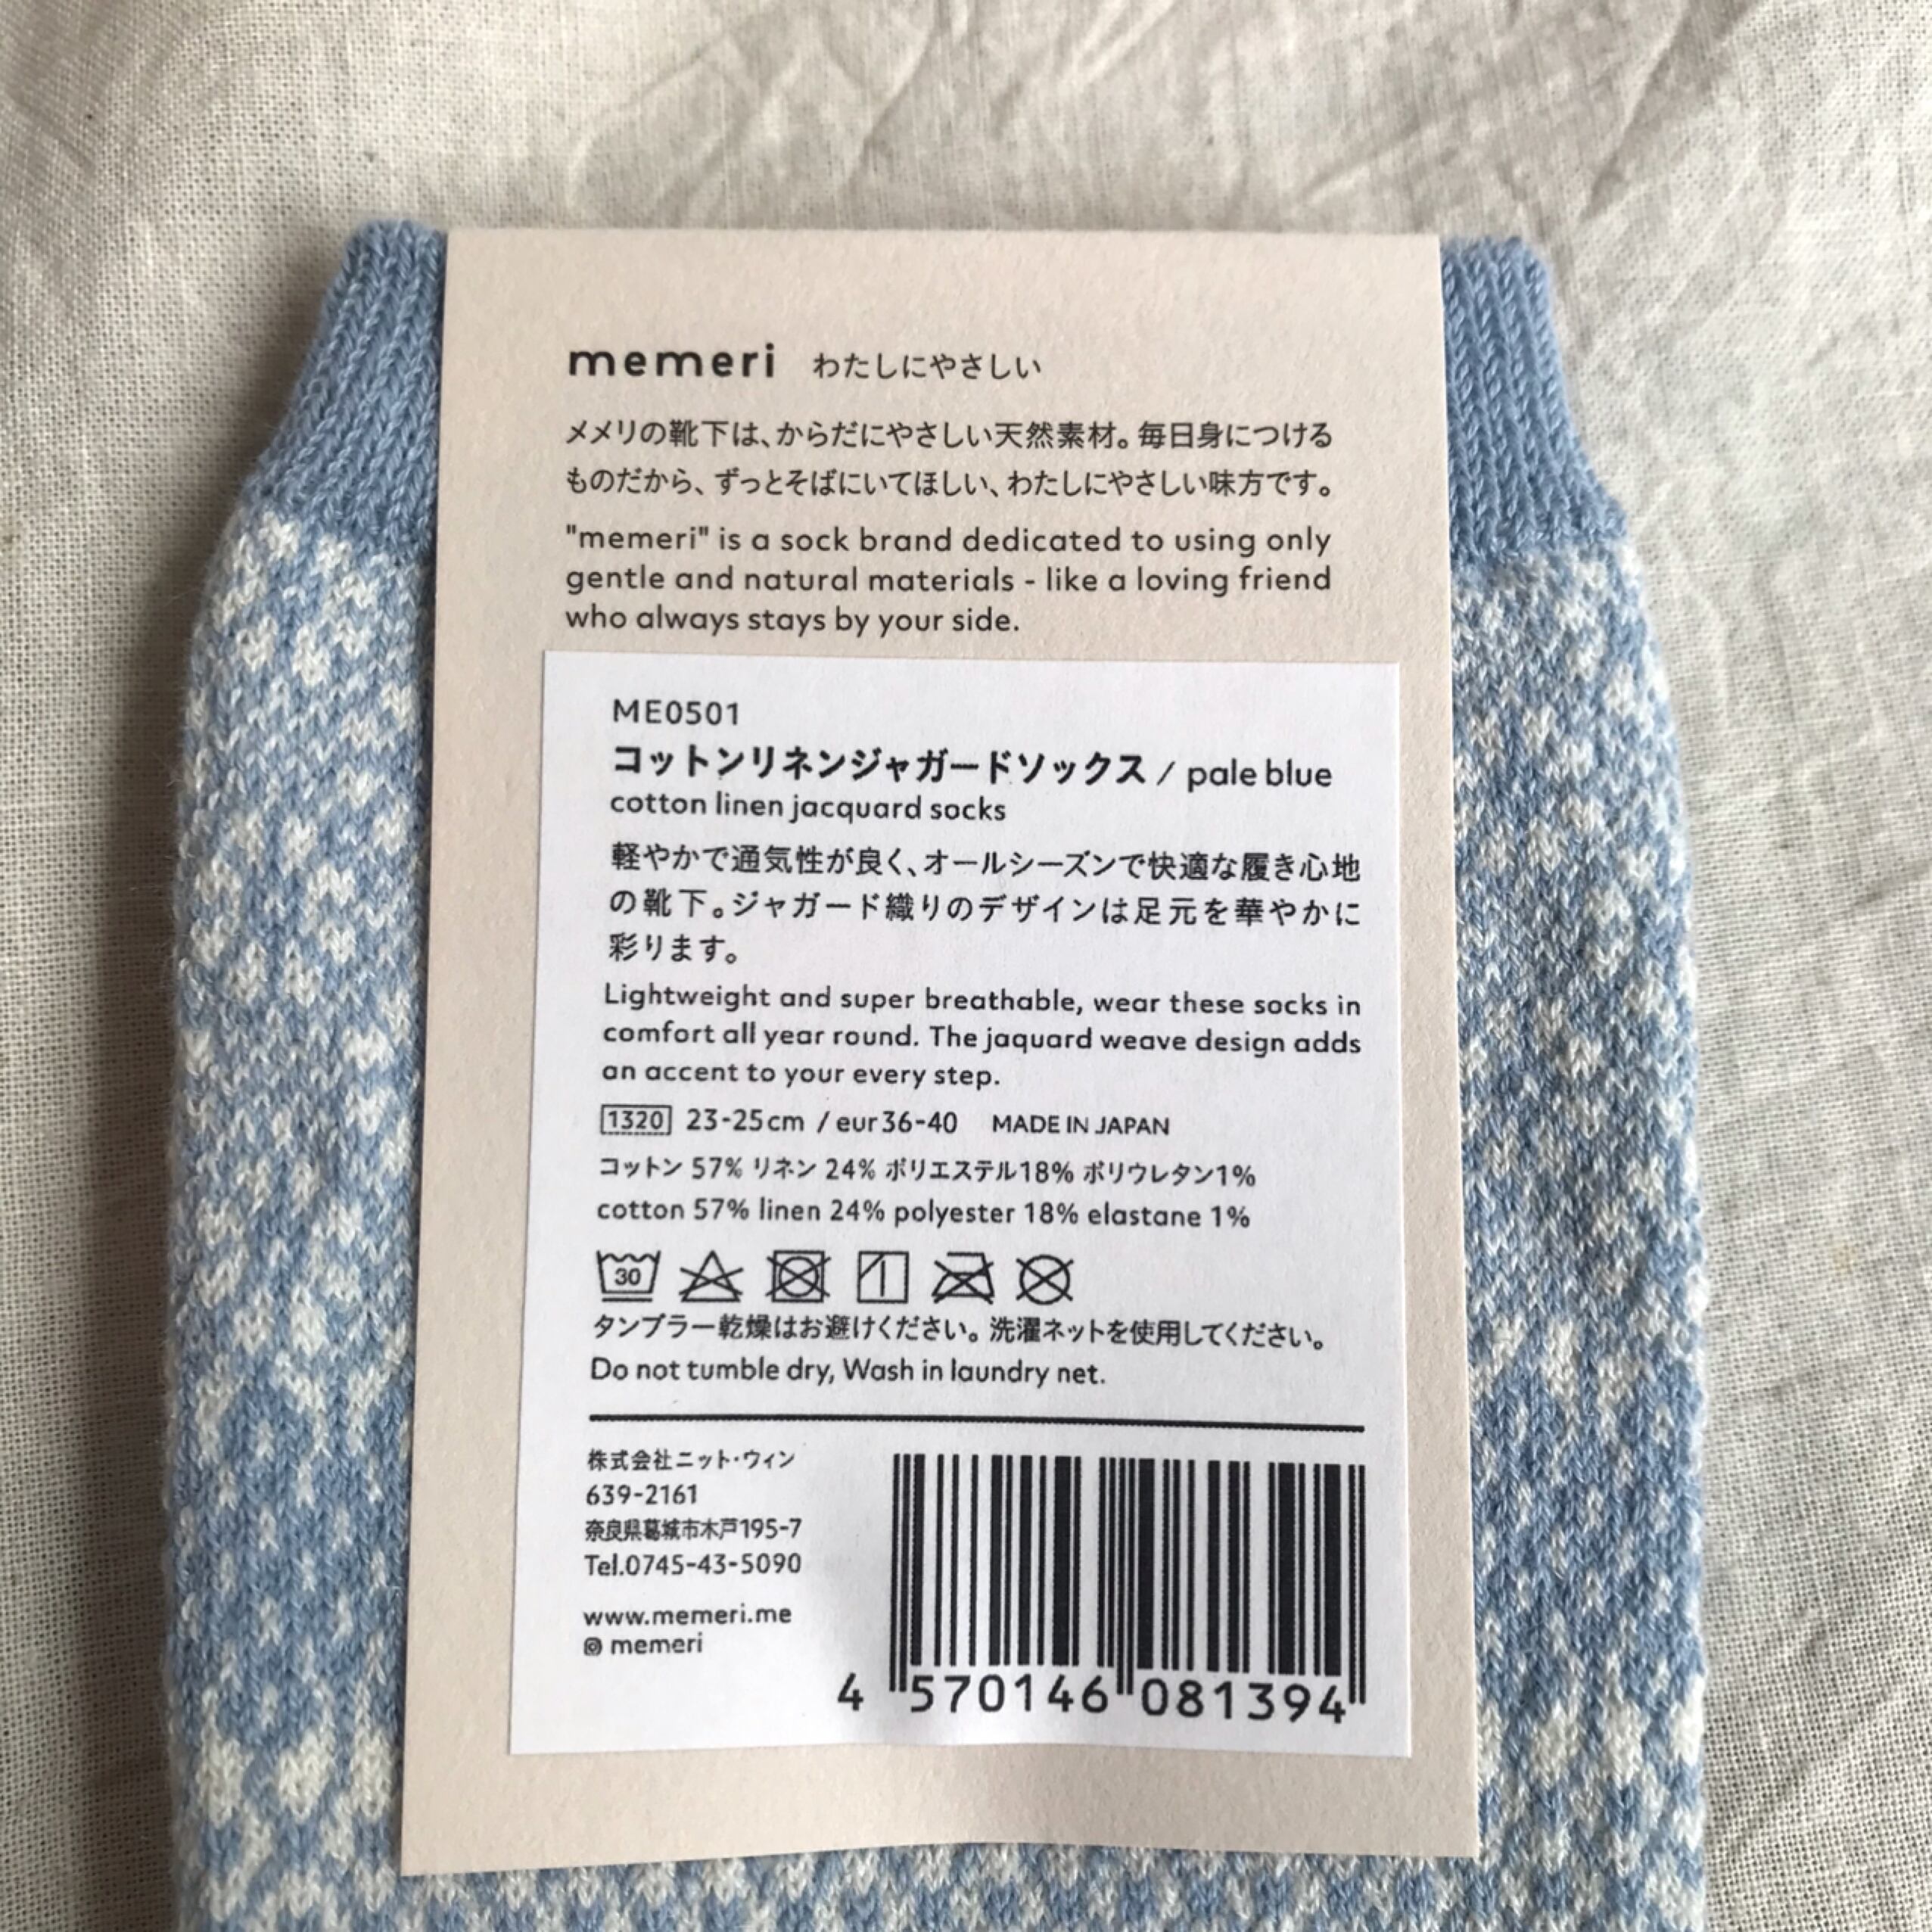 memeri わたしにやさしい
メメリの靴下は、からだにやさしい天然素材。毎日身につける
ものだから、ずっとそばにいてほしい、わたしにやさしい味方です。
"memeri" is a sock brand dedicated to using only
gentle and natural materials - like a loving friend
who always stays by your side.
ME0501
コットンリネンジャガードソックス / pale blue
cotton linen jacquard socks
軽やかで通気性が良く、オールシーズンで快適な履き心地
の靴下。ジャガード織りのデザインは足元を華やかに
彩ります。
Lightweight and super breathable, wear these socks in
comfort all year round. The jaquard weave design adds
an accent to your every step.
1320 23-25cm / eur36-40 MADE IN JAPAN
コットン 57% リネン 24% ポリエステル18% ポリウレタン1%
cotton 57% linen 24% polyester 18% elastane 1%
30
タンブラー乾燥はお避けください。洗濯ネットを使用してください。
Do not tumble dry, Wash in laundry net.
株式会社ニット・ウィン
639-2161
奈良県葛城市木戸195-7
Tel.0745-43-5090
www.memeri.me
memeri
4 570146 081394